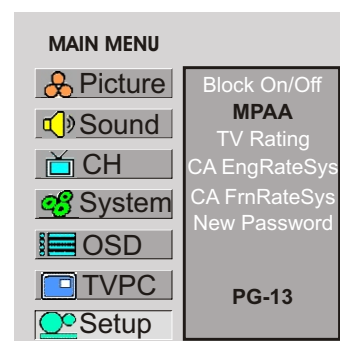 MAIN MENU
Picture
Sound
CH
System
OSD
TVPC
Setup
Block On/Off
MPAA
TV Rating
CA EngRateSys
CA FrnRateSys
New Password
PG-13